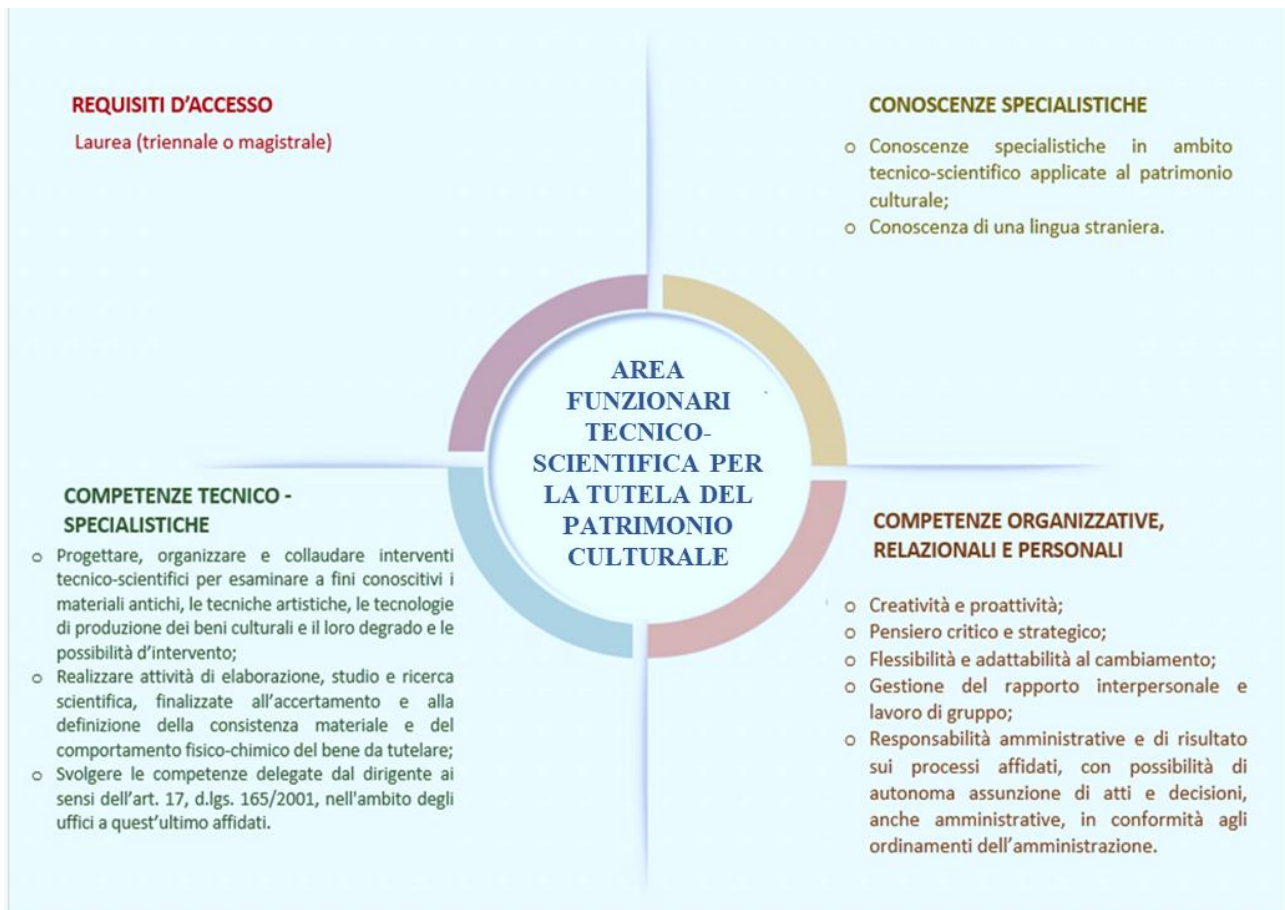 REQUISITI D’ACCESSO
Laurea (triennale o magistrale)
CONOSCENZE SPECIALISTICHE
o Conoscenze specialistiche in ambito
tecnico-scientifico applicate al patrimonio
culturale;
o Conoscenza di una lingua straniera.
AREA
FUNZIONARI
TECNICO-
SCIENTIFICA PER
LA TUTELA DEL
PATRIMONIO
CULTURALE
COMPETENZE TECNICO -
SPECIALISTICHE
o Progettare, organizzare e collaudare interventi
tecnico-scientifici per esaminare a fini conoscitivi i
materiali antichi, le tecniche artistiche, le tecnologie
di produzione dei beni culturali e il loro degrado e le
possibilità d’intervento;
o Realizzare attività di elaborazione, studio e ricerca
scientifica, finalizzate all’accertamento e alla
definizione della consistenza materiale e del
comportamento fisico-chimico del bene da tutelare;
o Svolgere le competenze delegate dal dirigente ai
sensi dell’art. 17, d.lgs. 165/2001, nell'ambito degli
uffici a quest’ultimo affidati.
COMPETENZE ORGANIZZATIVE,
RELAZIONALI E PERSONALI
o Creatività e proattività;
o Pensiero critico e strategico;
o Flessibilità e adattabilità al cambiamento;
o Gestione del rapporto interpersonale e
lavoro di gruppo;
o Responsabilità amministrative e di risultato
sui processi affidati, con possibilità di
autonoma assunzione di atti e decisioni,
anche amministrative, in conformità agli
ordinamenti dell’amministrazione.